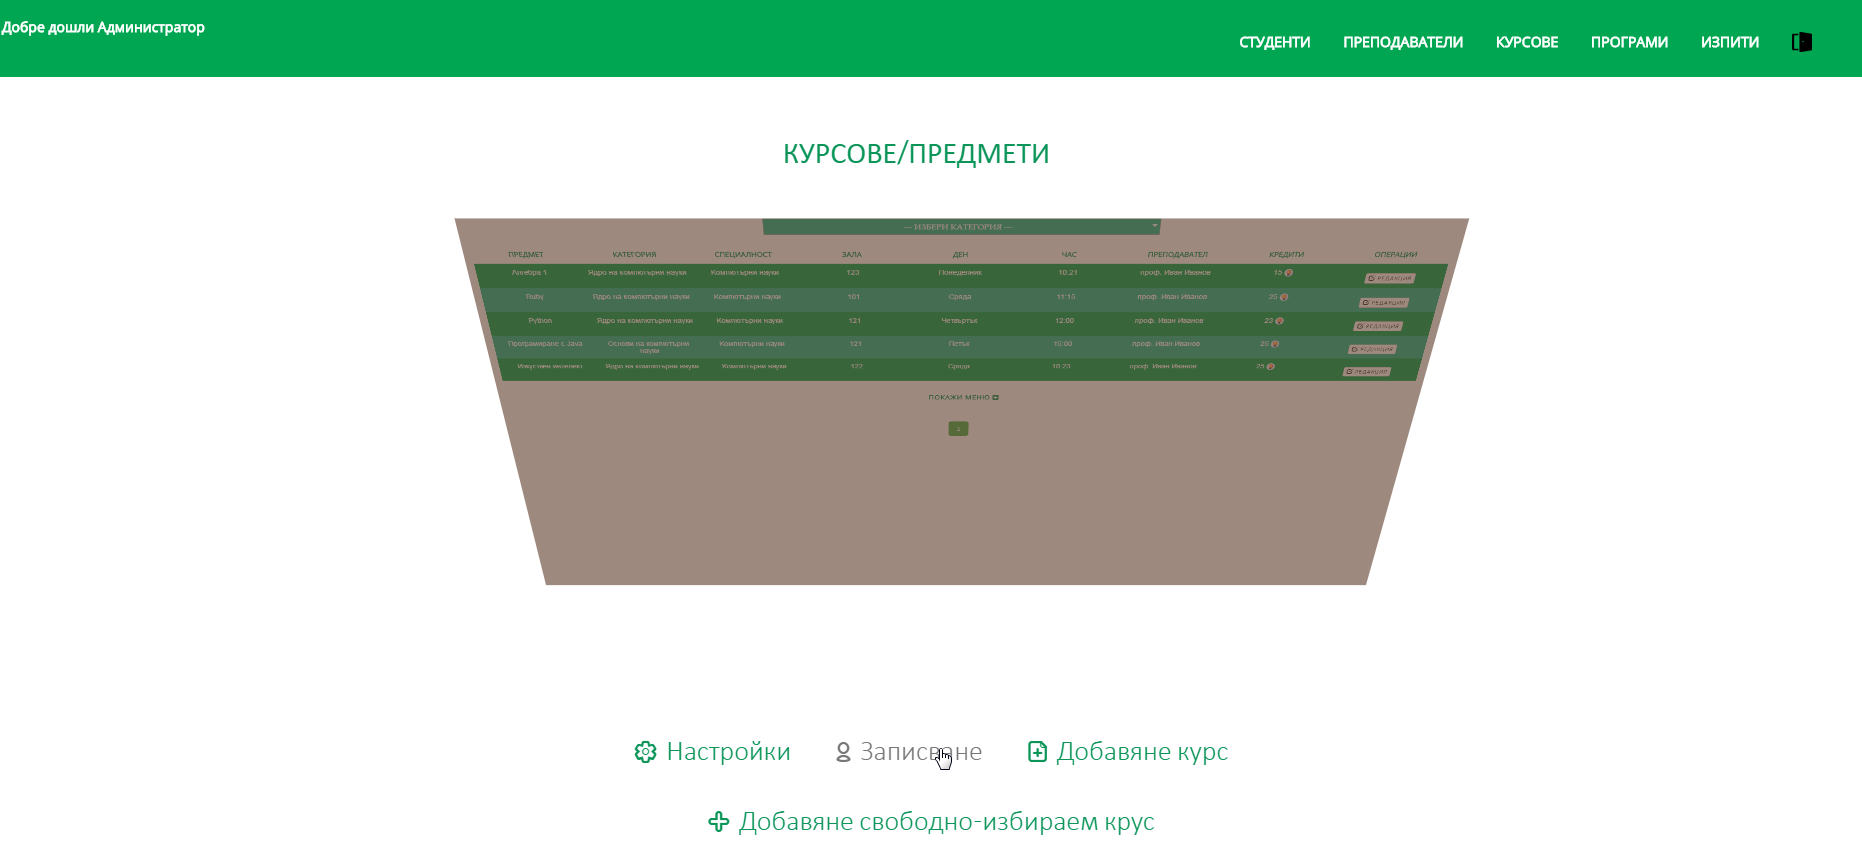 Добре дошли Администратор
СТУДЕНТИ ПРЕПОДАВАТЕЛИ КУРСОВЕ ПРОГРАМИ ИЗПИТИ
КУРСОВЕ/ПРЕДМЕТИ
--- ИЗБЕРИ КАТЕГОРИЯ ---
ПРЕДМЕТ КАТЕГОРИЯ СПЕЦИАЛНОСТ ЗАЛА ДЕН ЧАС ПРЕПОДАВАТЕЛ КРЕДИТИ ОПЕРАЦИИ
Алгебра 1 Ядро на компютърни науки Компютърни науки 123 Понеделник 10:21 проф. Иван Иванов 15 РЕДАКЦИЯ
Ruby Ядро на компютърни науки Компютърни науки 101 Сряда 11:15 проф. Иван Иванов 25 РЕДАКЦИЯ
Python Ядро на компютърни науки Компютърни науки 121 Четвъртък 12:00 проф. Иван Иванов 23 РЕДАКЦИЯ
Програмиране с Java Основи на компютърни науки Компютърни науки 121 Петък 15:00 проф. Иван Иванов 25 РЕДАКЦИЯ
Изкуствен интелект Ядро на компютърни науки Компютърни науки 122 Сряда 10:23 проф. Иван Иванов 25 РЕДАКЦИЯ
ПОКАЖИ МЕНЮ
Настройки Записване Добавяне курс
Добавяне свободно-избираем крус